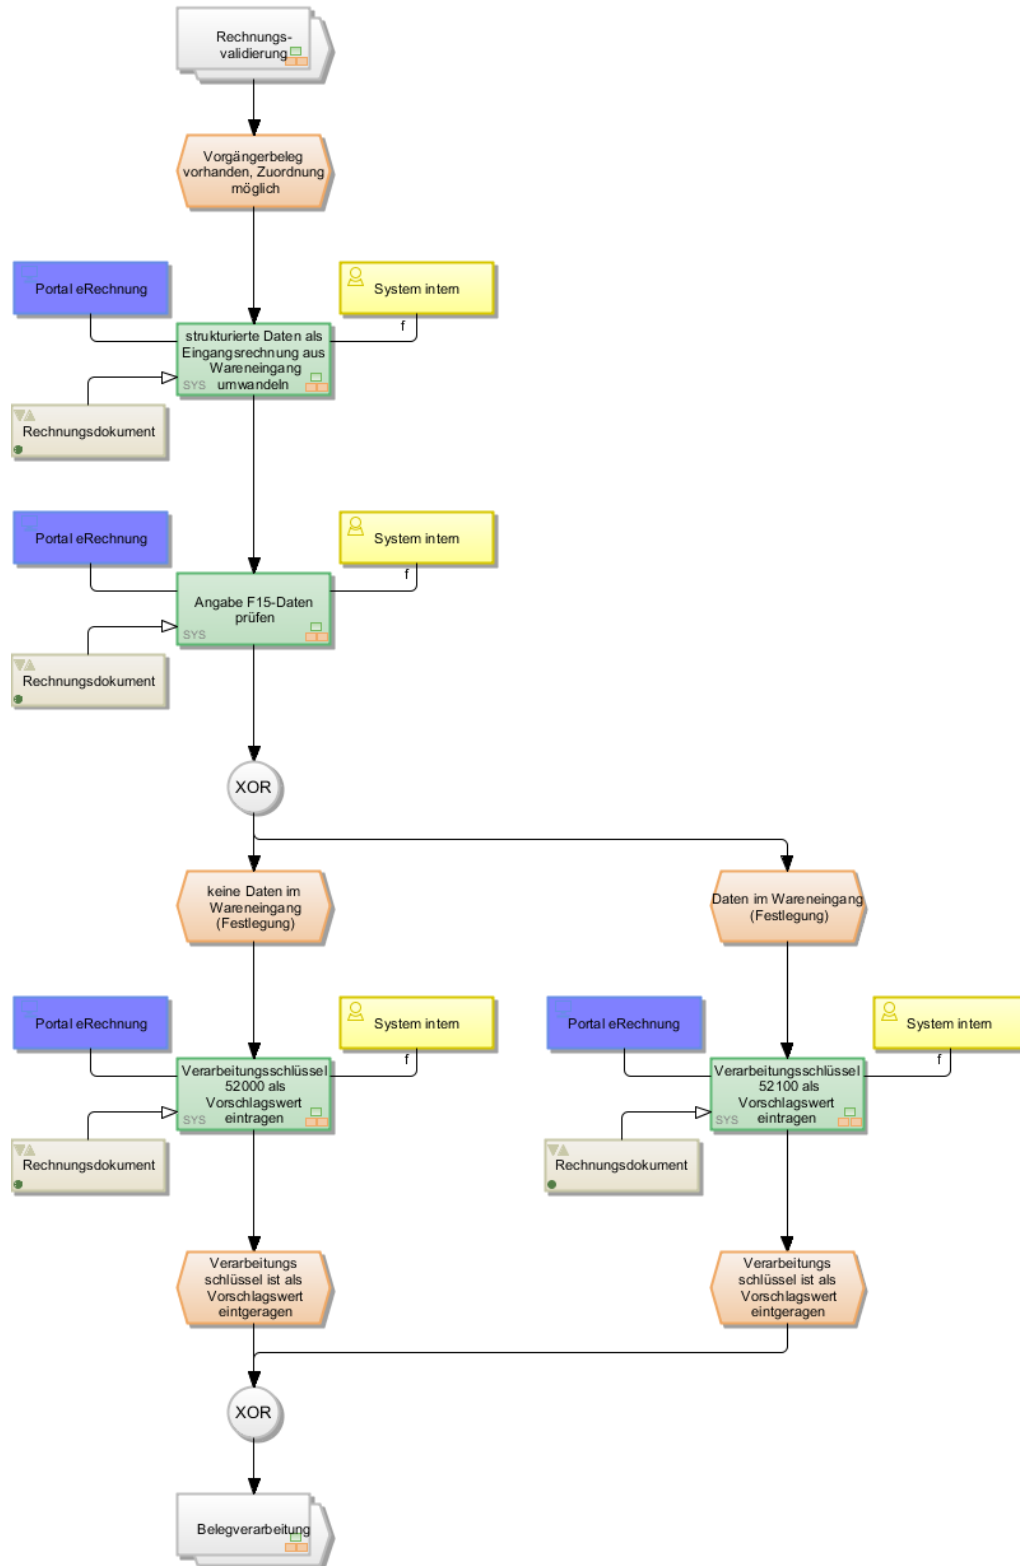 Rechnungs-
validierung
Vorgängerbeleg
vorhanden, Zuordnung
möglich
Portal eRechnung
System intern
f
strukturierte Daten als
Eingangsrechnung aus
Wareneingang
umwandeln
SYS
Rechnungsdokument
Portal eRechnung
System intern
f
Angabe F15-Daten
prüfen
SYS
Rechnungsdokument
XOR
keine Daten im
Wareneingang
(Festlegung)
Daten im Wareneingang
(Festlegung)
Portal eRechnung
System intern
f
Verarbeitungsschlüssel
52000 als
Vorschlagswert
eintragen
SYS
Rechnungsdokument
Portal eRechnung
System intern
f
Verarbeitungsschlüssel
52100 als
Vorschlagswert
eintragen
SYS
Rechnungsdokument
Verarbeitungs
schlüssel ist als
Vorschlagswert
eintgeragen
Verarbeitungs
schlüssel ist als
Vorschlagswert
eintgeragen
XOR
Belegverarbeitung